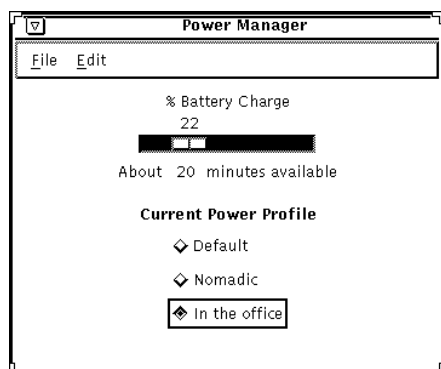 Power Manager
File Edit
% Battery Charge
22
About 20 minutes available
Current Power Profile
Default
Nomadic
In the office